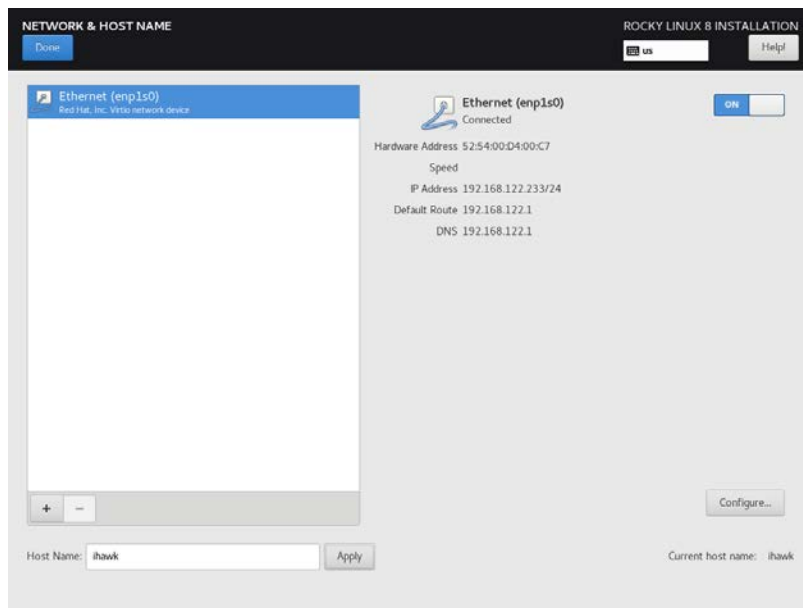 NETWORK & HOST NAME
ROCKY LINUX 8 INSTALLATION
Done
us
Help!
Ethernet (enp1s0)
Red Hat, Inc. Virtio network device
Ethernet (enp1s0)
Connected
ON
Hardware Address 52:54:00:D4:00:C7
Speed
IP Address 192.168.122.233/24
Default Route 192.168.122.1
DNS 192.168.122.1
+ −
Configure...
Host Name: ihawk Apply Current host name: ihawk